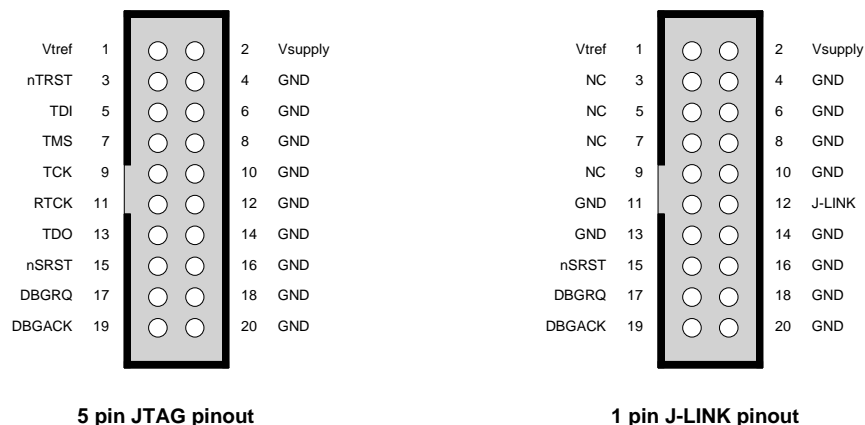 Vtref 1 2 Vsupply
nTRST 3 4 GND
TDI 5 6 GND
TMS 7 8 GND
TCK 9 10 GND
RTCK 11 12 GND
TDO 13 14 GND
nSRST 15 16 GND
DBGRQ 17 18 GND
DBGACK 19 20 GND
5 pin JTAG pinout
Vtref 1 2 Vsupply
NC 3 4 GND
NC 5 6 GND
NC 7 8 GND
NC 9 10 GND
GND 11 12 J-LINK
GND 13 14 GND
nSRST 15 16 GND
DBGRQ 17 18 GND
DBGACK 19 20 GND
1 pin J-LINK pinout